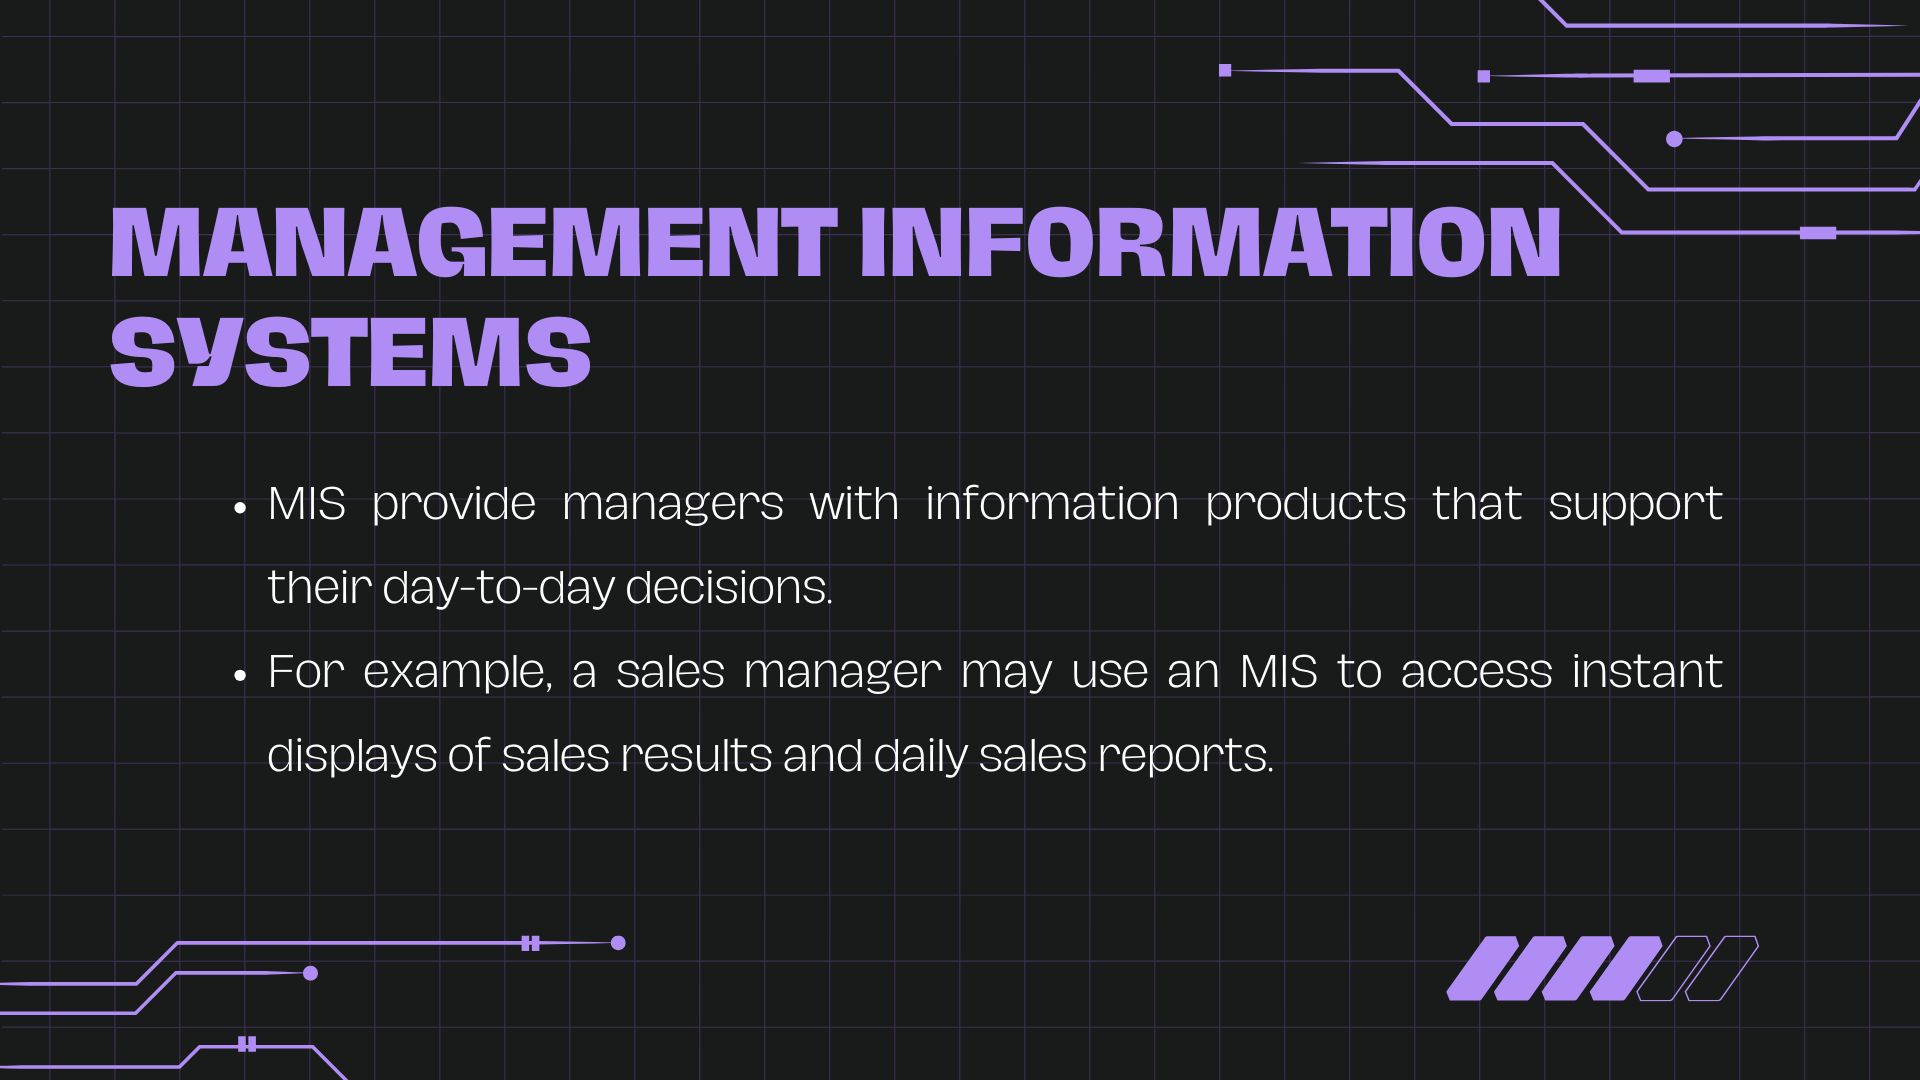 MANAGEMENT INFORMATION
SYSTEMS
• MIS provide managers with information products that support
their day-to-day decisions.
• For example, a sales manager may use an MIS to access instant
displays of sales results and daily sales reports.